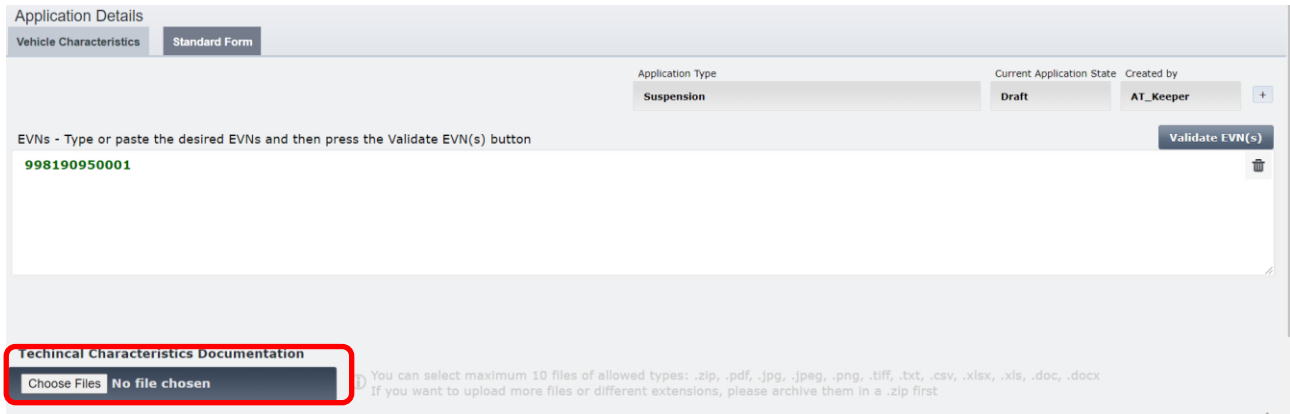 Application Details
Vehicle Characteristics Standard Form
Application Type Current Application State Created by
Suspension Draft AT_Keeper +
EVNs - Type or paste the desired EVNs and then press the Validate EVN(s) button Validate EVN(s)
998190950001
Techincal Characteristics Documentation
Choose Files No file chosen
You can select maximum 10 files of allowed types: .zip, .pdf, .jpg, .jpeg, .png, .tiff, .txt, .csv, .xlsx, .xls, .doc, .docx
If you want to upload more files or different extensions, please archive them in a .zip first